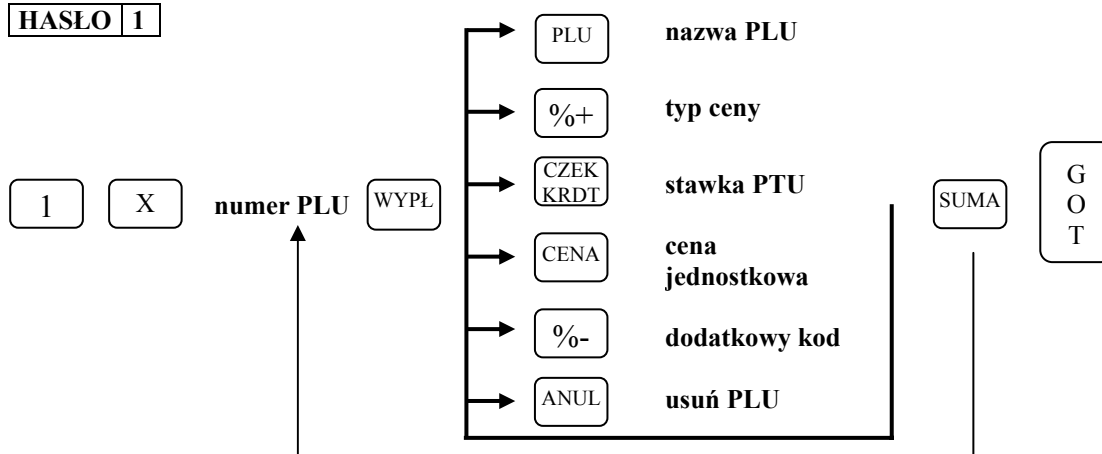 HASŁO 1
PLU nazwa PLU
%+ typ ceny
CZEK
KRDT stawka PTU
1 X numer PLU WYPŁ
SUMA
G
O
T
CENA cena
jednostkowa
%- dodatkowy kod
ANUL usuń PLU